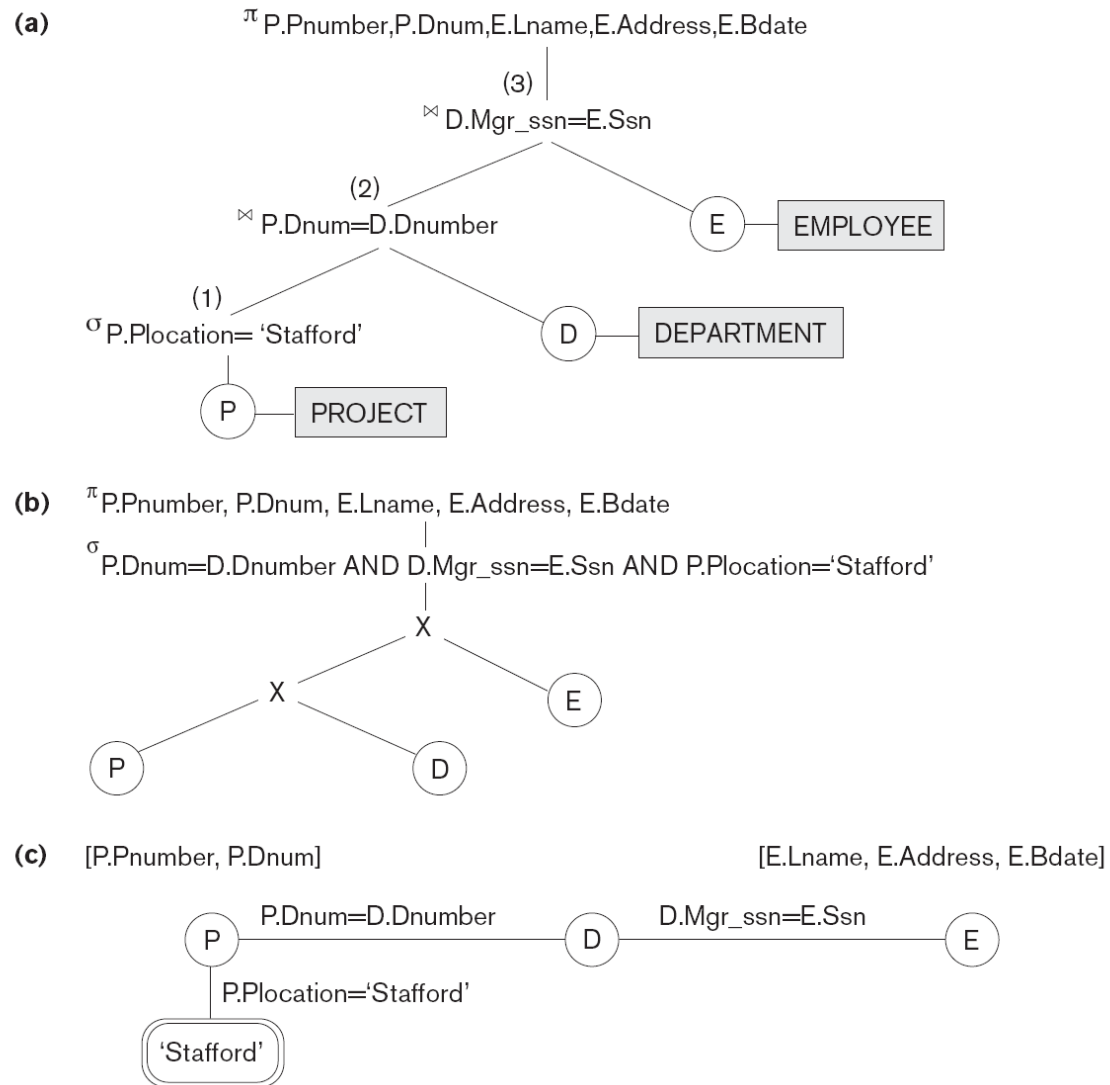 (a) π P.Pnumber,P.Dnum,E.Lname,E.Address,E.Bdate
(3)
⋈ D.Mgr_ssn=E.Ssn
(2)
⋈ P.Dnum=D.Dnumber
E EMPLOYEE
(1)
σ P.Plocation= ‘Stafford’
D DEPARTMENT
P PROJECT
(b) π P.Pnumber, P.Dnum, E.Lname, E.Address, E.Bdate
σ P.Dnum=D.Dnumber AND D.Mgr_ssn=E.Ssn AND P.Plocation=‘Stafford’
X
X
E
P D
(c) [P.Pnumber, P.Dnum] [E.Lname, E.Address, E.Bdate]
P.Dnum=D.Dnumber D.Mgr_ssn=E.Ssn
P D E
P.Plocation=‘Stafford’
‘Stafford’